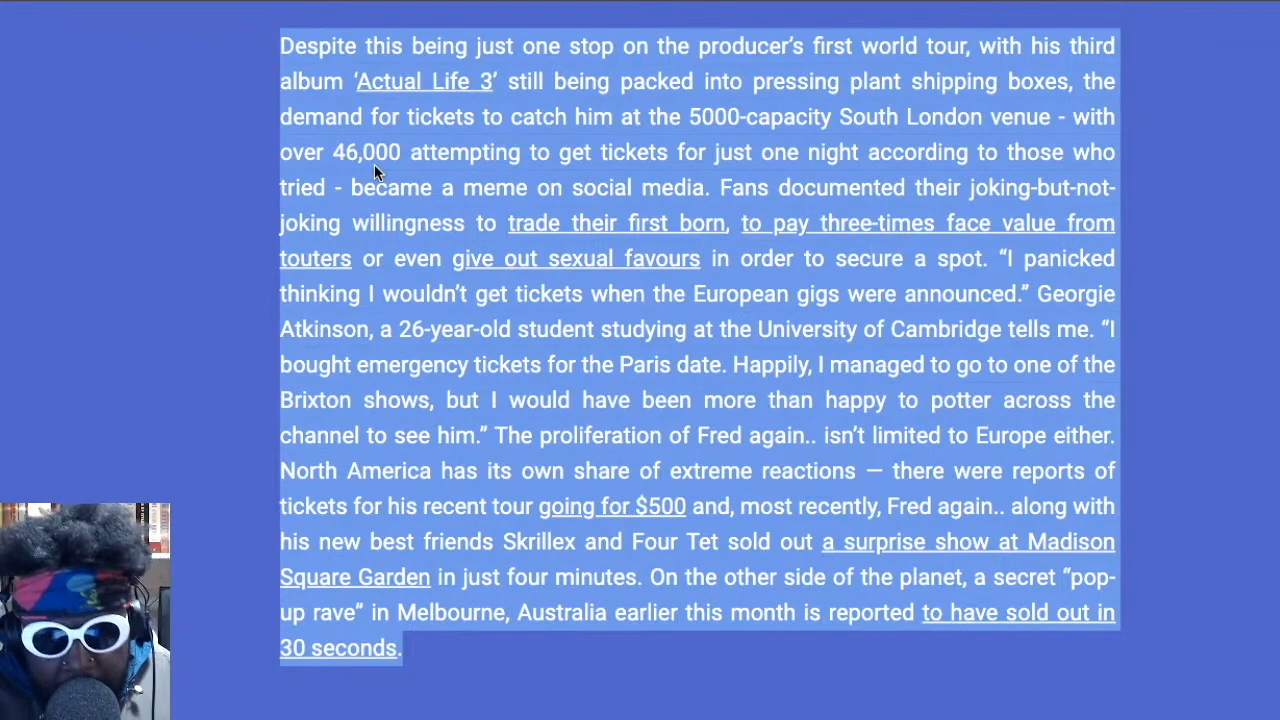 Despite this being just one stop on the producer’s first world tour, with his third
album ‘Actual Life 3’ still being packed into pressing plant shipping boxes, the
demand for tickets to catch him at the 5000-capacity South London venue - with
over 46,000 attempting to get tickets for just one night according to those who
tried - became a meme on social media. Fans documented their joking-but-not-
joking willingness to trade their first born, to pay three-times face value from
touters or even give out sexual favours in order to secure a spot. “I panicked
thinking I wouldn’t get tickets when the European gigs were announced.” Georgie
Atkinson, a 26-year-old student studying at the University of Cambridge tells me. “I
bought emergency tickets for the Paris date. Happily, I managed to go to one of the
Brixton shows, but I would have been more than happy to potter across the
channel to see him.” The proliferation of Fred again.. isn’t limited to Europe either.
North America has its own share of extreme reactions — there were reports of
tickets for his recent tour going for $500 and, most recently, Fred again.. along with
his new best friends Skrillex and Four Tet sold out a surprise show at Madison
Square Garden in just four minutes. On the other side of the planet, a secret “pop-
up rave” in Melbourne, Australia earlier this month is reported to have sold out in
30 seconds.